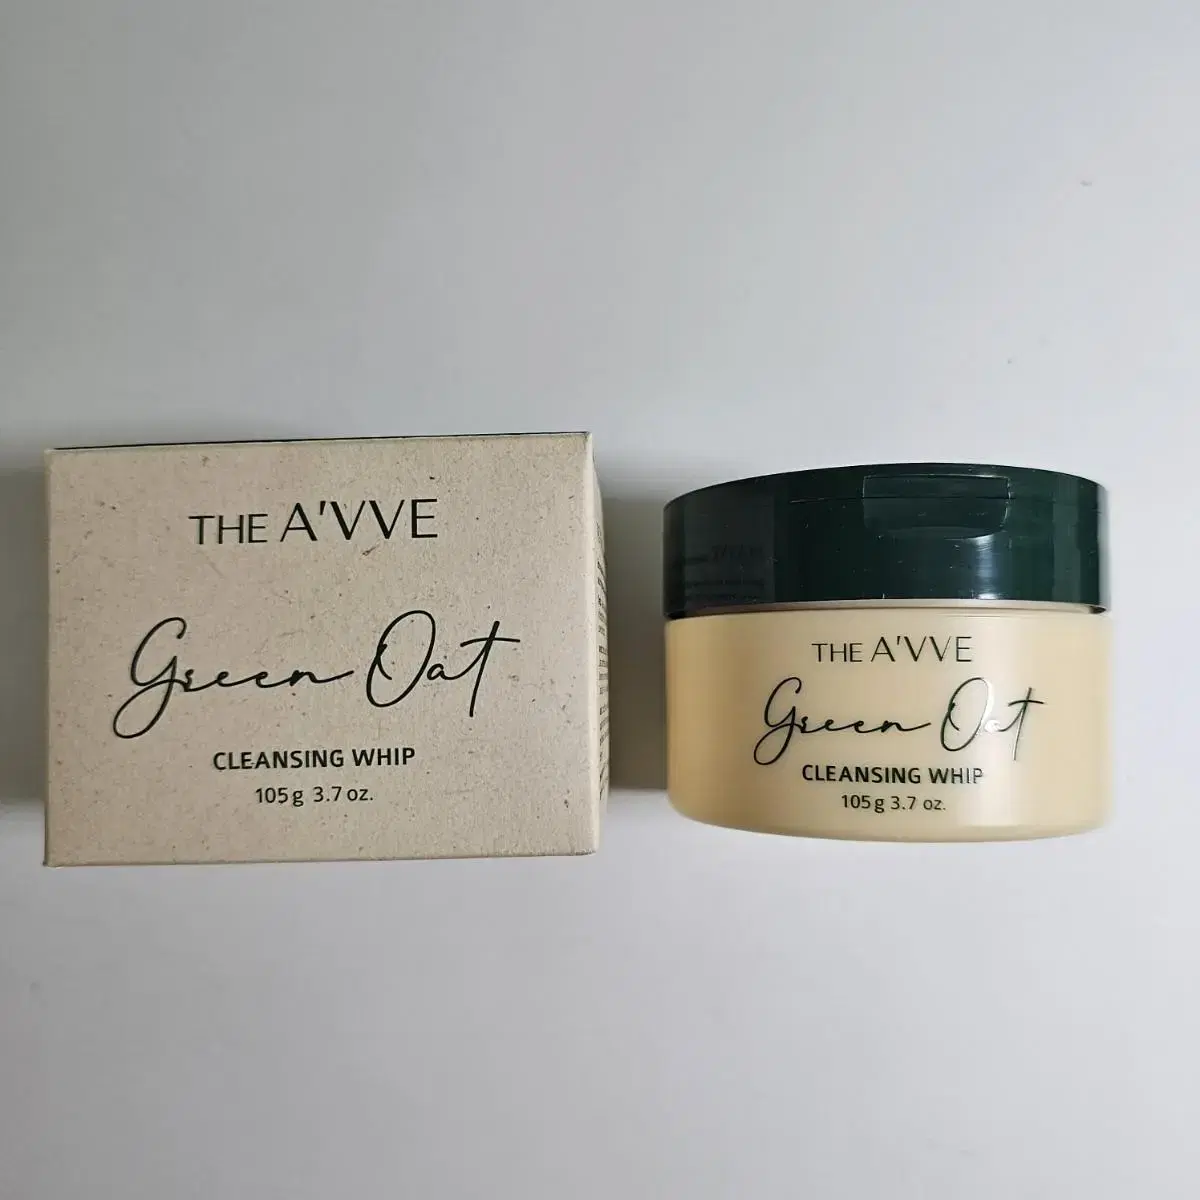 THE A'VVE
Green Oat
CLEANSING WHIP
105g 3.7 oz.
THE A'VVE
Green Oat
CLEANSING WHIP
105g 3.7 oz.